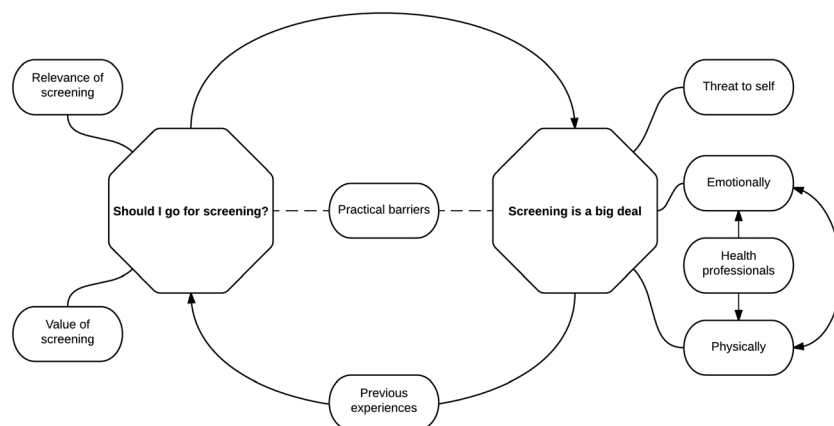 Relevance of
screening
Threat to self
Should I go for screening?
Practical barriers
Screening is a big deal
Emotionally
Health
professionals
Value of
screening
Physically
Previous
experiences